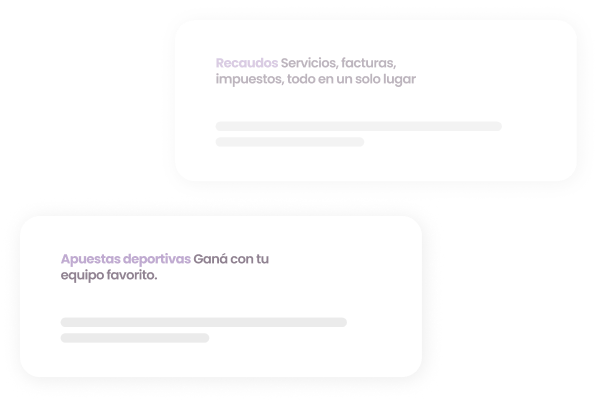 Recaudos Servicios, facturas,
impuestos, todo en un solo lugar
Apuestas deportivas Ganá con tu
equipo favorito.